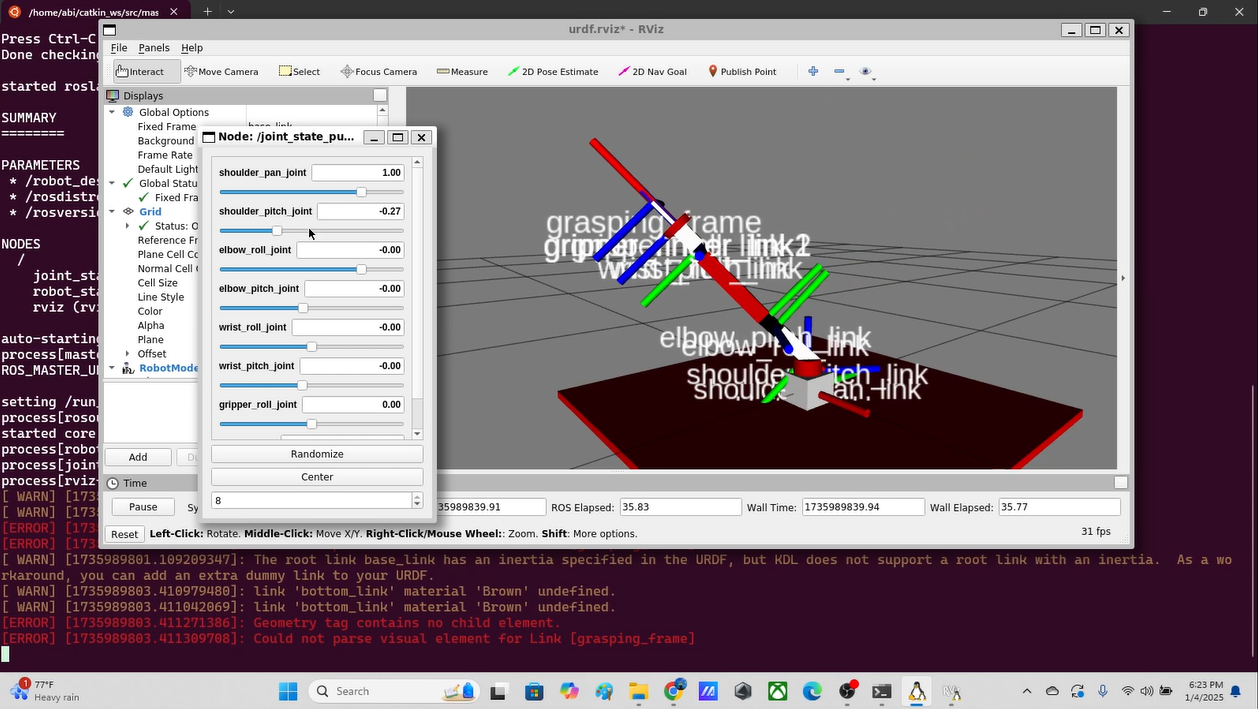 /home/abi/catkin_ws/src/mas
urdf.rviz* - RViz
File Panels Help
Interact Move Camera Select Focus Camera Measure 2D Pose Estimate 2D Nav Goal Publish Point
Press Ctrl-C
Done checking
started rosla
SUMMARY
========
PARAMETERS
* /robot_des
* /rosdistro
* /rosversio
NODES
/
joint_sta
robot_sta
rviz (rvi
auto-starting
process[maste
ROS_MASTER_UR
setting /run_
process[rosou
started core
process[robot
process[joint
process[rviz-
[ WARN] [1735
[ WARN] [1735
[ERROR] [1735
[ERROR] [1735
Displays
Global Options
Fixed Frame base_link
Background
Frame Rate
Default Light
Global Statu
Fixed Fra
Grid
Status: O
Reference Fr
Plane Cell Co
Normal Cell
Cell Size
Line Style
Color
Alpha
Plane
Offset
RobotMode
Add Du
Node: /joint_state_pu...
shoulder_pan_joint 1.00
shoulder_pitch_joint -0.27
elbow_roll_joint -0.00
elbow_pitch_joint -0.00
wrist_roll_joint -0.00
wrist_pitch_joint -0.00
gripper_roll_joint 0.00
Randomize
Center
8
grasping_frame
wrist_pitch_link
elbow_pitch_link
elbow_roll_link
shoulder_pitch_link
shoulder_pan_link
Time
Pause Sy 35989839.91 ROS Elapsed: 35.83 Wall Time: 1735989839.94 Wall Elapsed: 35.77
Reset Left-Click: Rotate. Middle-Click: Move X/Y. Right-Click/Mouse Wheel:: Zoom. Shift: More options. 31 fps
[ WARN] [1735989801.109209347]: The root link base_link has an inertia specified in the URDF, but KDL does not support a root link with an inertia. As a wo
rkaround, you can add an extra dummy link to your URDF.
[ WARN] [1735989803.410979480]: link 'bottom_link' material 'Brown' undefined.
[ WARN] [1735989803.411042069]: link 'bottom_link' material 'Brown' undefined.
[ERROR] [1735989803.411271386]: Geometry tag contains no child element.
[ERROR] [1735989803.411309708]: Could not parse visual element for Link [grasping_frame]
1
77°F
Heavy rain
Search
6:23 PM
1/4/2025